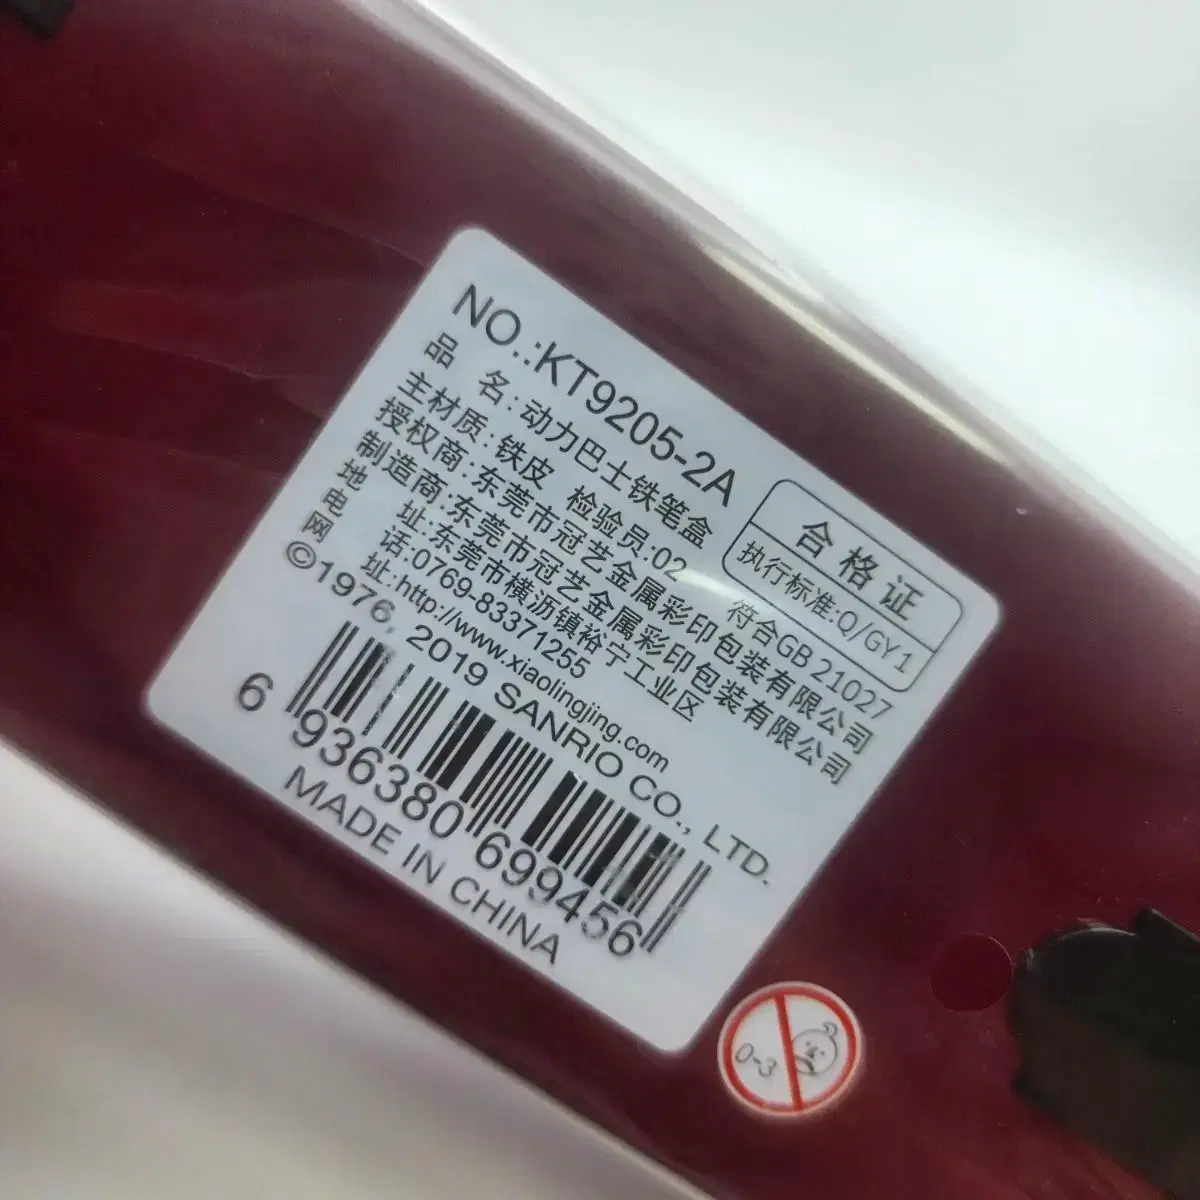 NO.:KT9205-2A
品 名:动力巴士铁笔盒
主材质:铁皮 检验员:02 符合GB 21027
授权商:东莞市冠艺金属彩印包装有限公司
制造商:东莞市冠艺金属彩印包装有限公司
地 址:东莞市横沥镇裕宁工业区
电 话:0769-83371255
网 址:http://www.xiaolingjing.com
©1976, 2019 SANRIO CO., LTD.
6 936380 699456
MADE IN CHINA
合格证
执行标准:Q/GY1
0-3